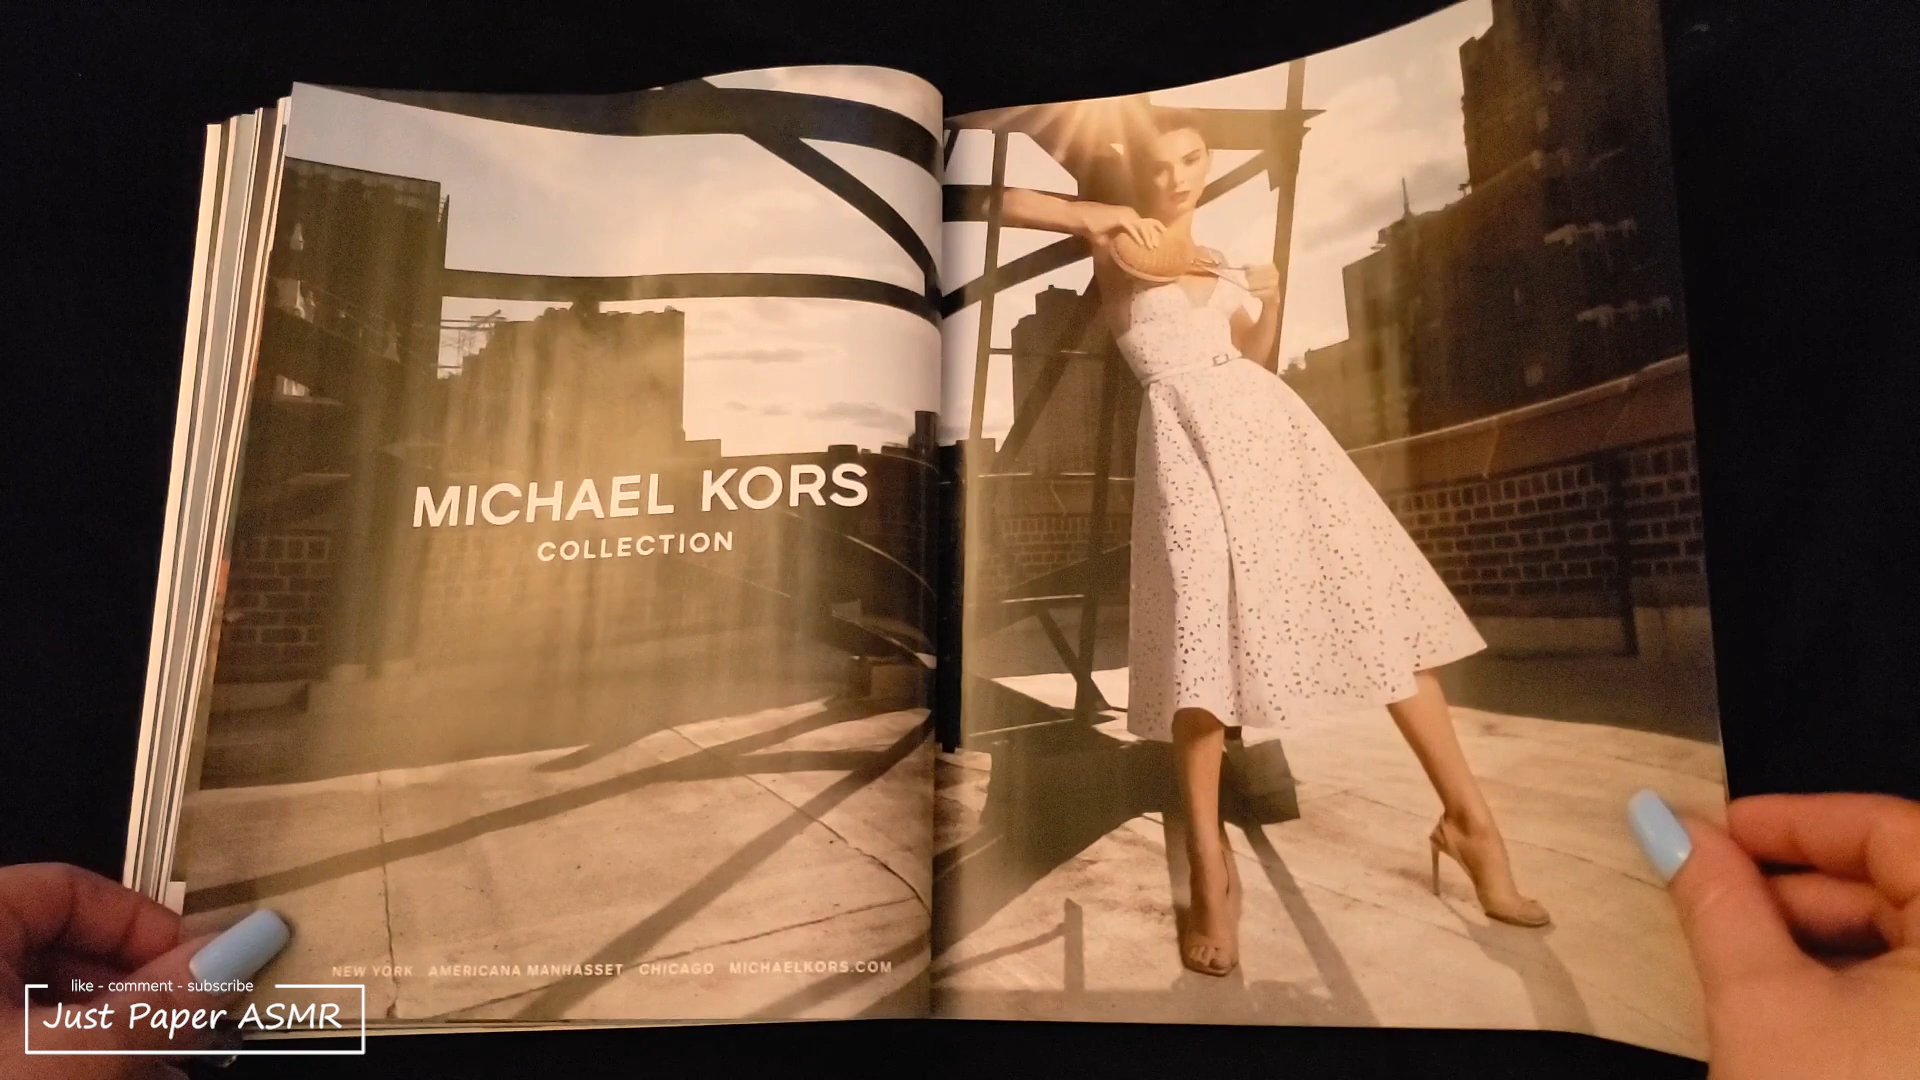 MICHAEL KORS
COLLECTION
NEW YORK AMERICANA MANHASSET CHICAGO MICHAELKORS.COM
like - comment - subscribe
Just Paper ASMR